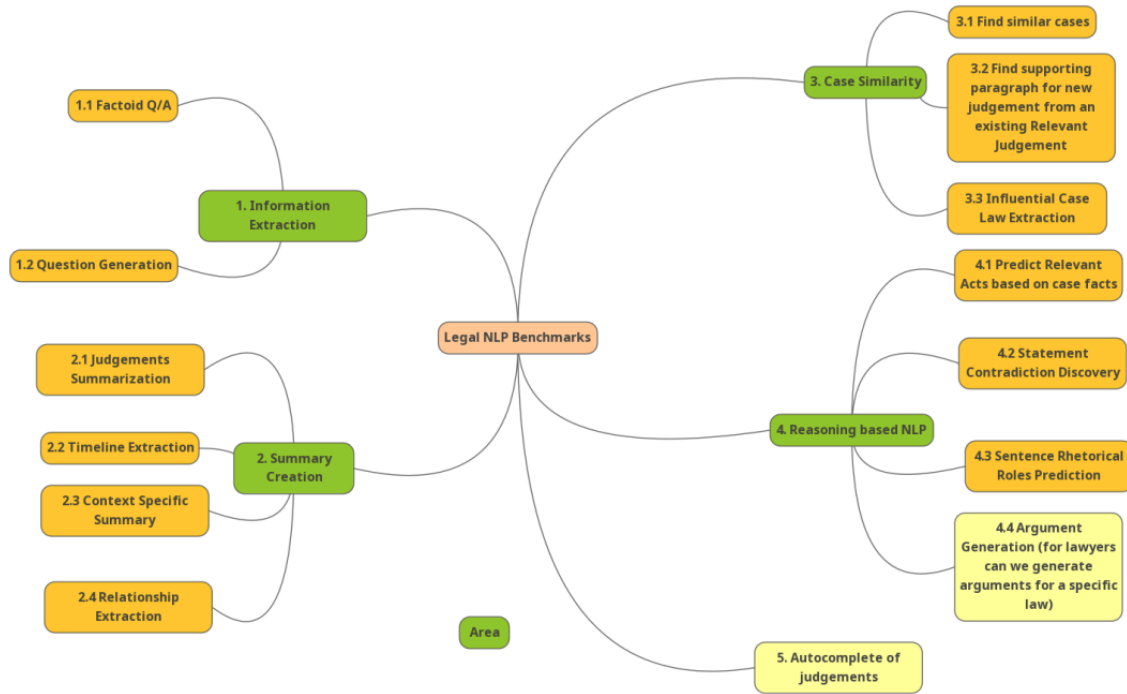 Legal NLP Benchmarks
1. Information
Extraction
1.1 Factoid Q/A
1.2 Question Generation
2. Summary
Creation
2.1 Judgements
Summarization
2.2 Timeline Extraction
2.3 Context Specific
Summary
2.4 Relationship
Extraction
3. Case Similarity
3.1 Find similar cases
3.2 Find supporting
paragraph for new
judgement from an
existing Relevant
Judgement
3.3 Influential Case
Law Extraction
4. Reasoning based NLP
4.1 Predict Relevant
Acts based on case facts
4.2 Statement
Contradiction Discovery
4.3 Sentence Rhetorical
Roles Prediction
4.4 Argument
Generation (for lawyers
can we generate
arguments for a specific
law)
5. Autocomplete of
judgements
Area